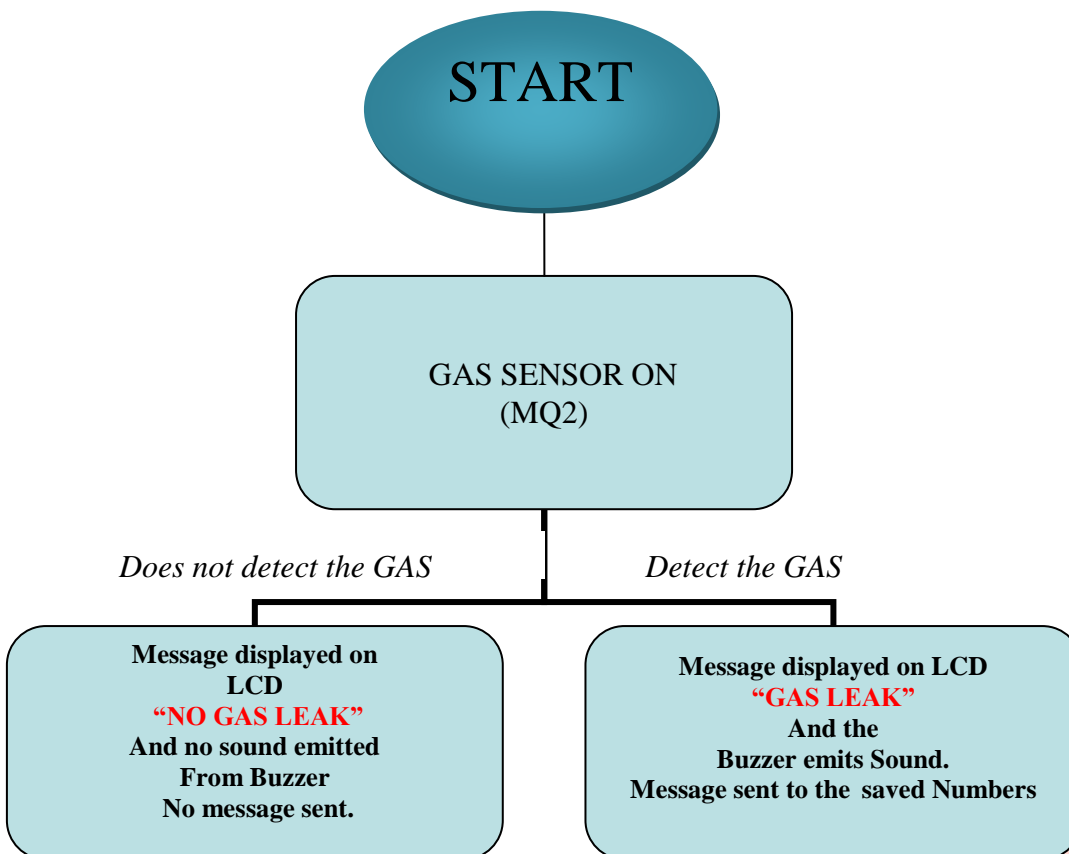 START
GAS SENSOR ON
(MQ2)
Does not detect the GAS
Detect the GAS
Message displayed on
LCD
“NO GAS LEAK”
And no sound emitted
From Buzzer
No message sent.
Message displayed on LCD
“GAS LEAK”
And the
Buzzer emits Sound.
Message sent to the saved Numbers